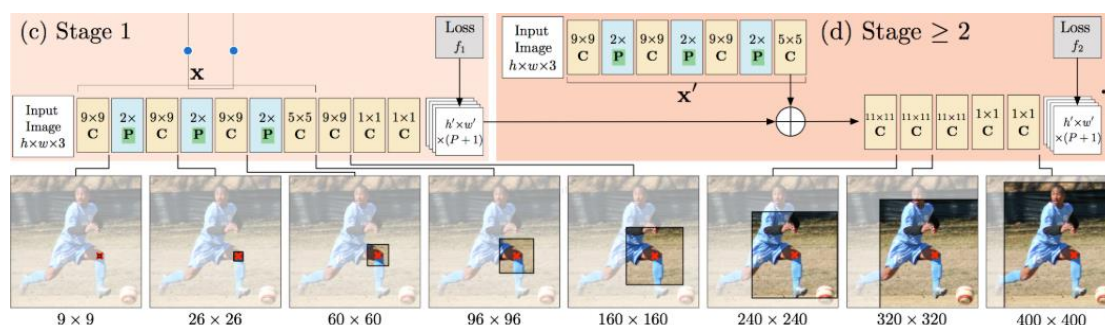 (c) Stage 1
x
Input
Image
h×w×3
9×9
C
2×
P
9×9
C
2×
P
9×9
C
2×
P
5×5
C
9×9
C
1×1
C
1×1
C
Loss
f₁
h′×w′
×(P+1)
Input
Image
h×w×3
9×9
C
2×
P
9×9
C
2×
P
9×9
C
2×
P
5×5
C
x′
(d) Stage ≥ 2
11×11
C
11×11
C
11×11
C
1×1
C
1×1
C
Loss
f₂
h′×w′
×(P+1)
9 × 9
26 × 26
60 × 60
96 × 96
160 × 160
240 × 240
320 × 320
400 × 400